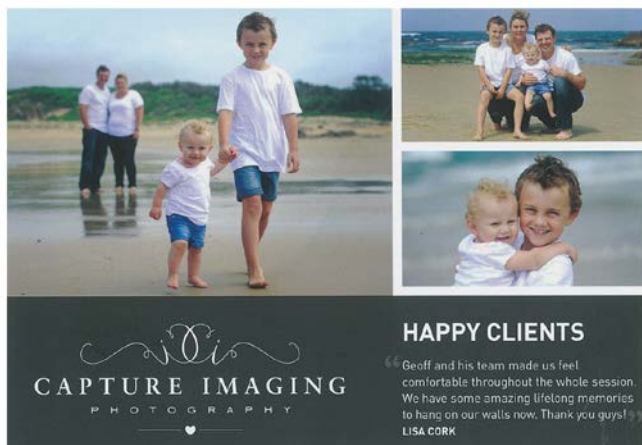 CAPTURE IMAGING
PHOTOGRAPHY
HAPPY CLIENTS
“Geoff and his team made us feel
comfortable throughout the whole session.
We have some amazing lifelong memories
to hang on our walls now. Thank you guys!”
LISA CORK